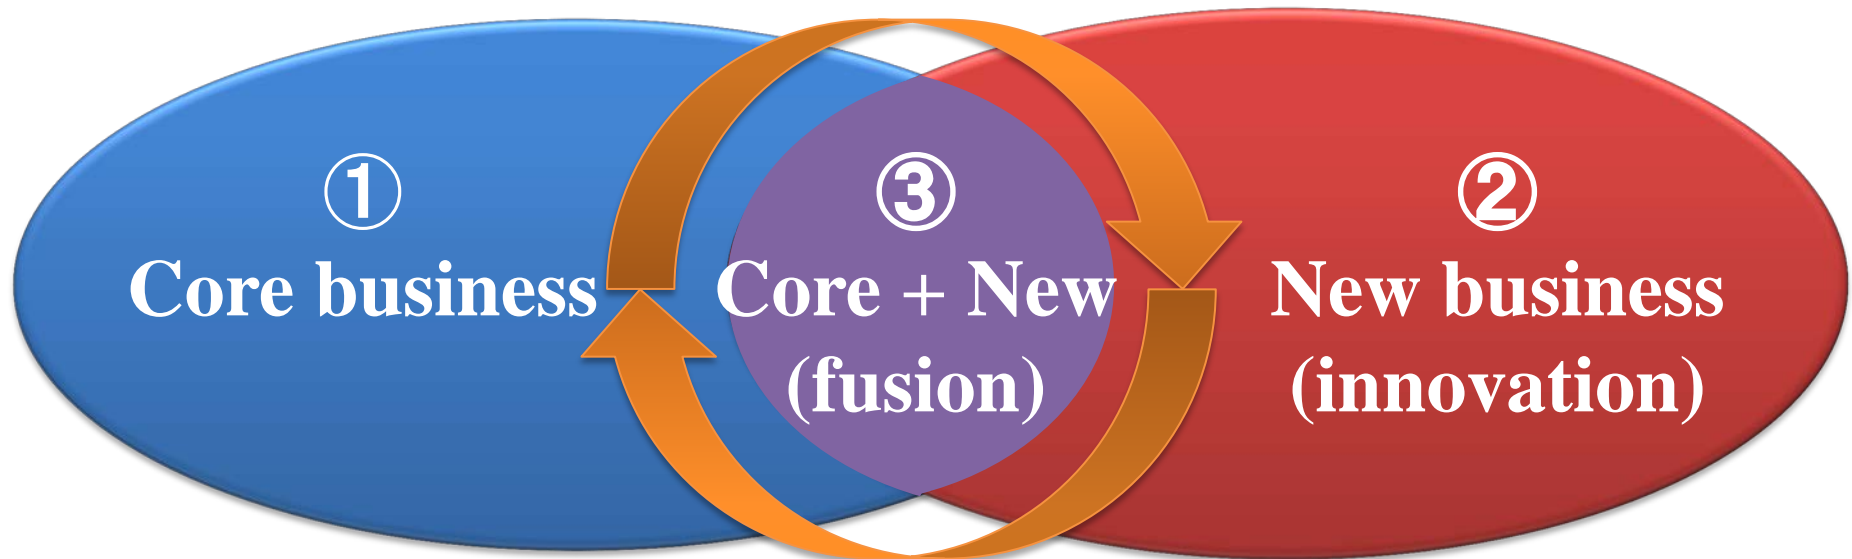 ①
Core business
③
Core + New
(fusion)
②
New business
(innovation)